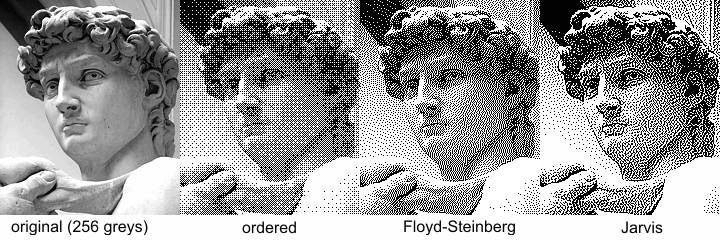 original (256 greys)
ordered
Floyd-Steinberg
Jarvis